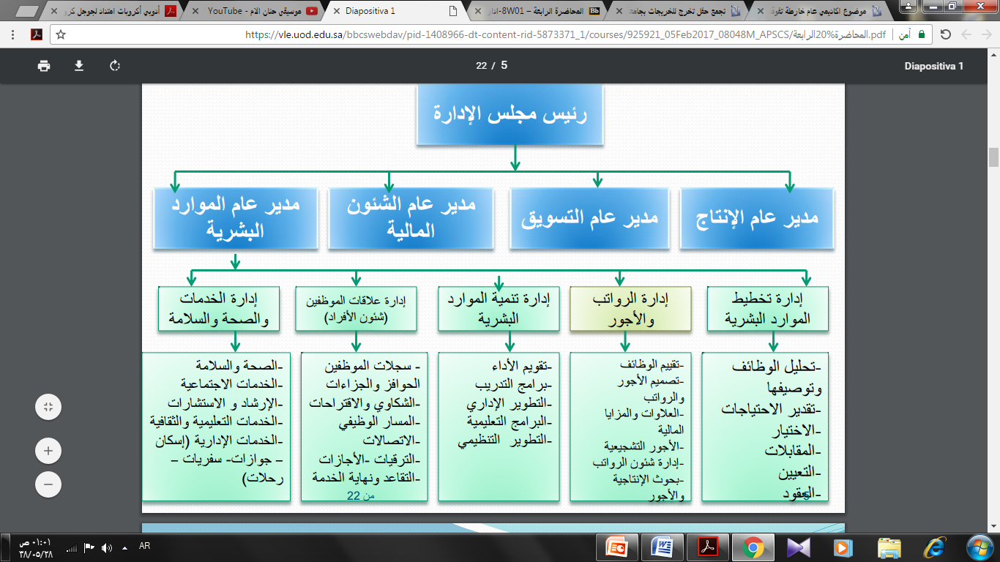 موضوع اكاديمي عام خارطة تفوق
تجمع حفل تخرج للخريجات بجامعة
المحاضرة الرابعة – 8W01-ادار
Diapositiva 1
موسيقي حنان الام - YouTube
أدوبي أكروبات امتداد لجوجل كرو
https://vle.uod.edu.sa/bbcswebdav/pid-1408966-dt-content-rid-5873371_1/courses/925921_05Feb2017_08048M_APSCS/المحاضرة%20الرابعة.pdf
آمن
22 / 5
Diapositiva 1
رئيس مجلس الإدارة
مدير عام الإنتاج
مدير عام التسويق
مدير عام الشئون
المالية
مدير عام الموارد
البشرية
إدارة تخطيط
الموارد البشرية
إدارة الرواتب
والأجور
إدارة تنمية الموارد
البشرية
إدارة علاقات الموظفين
(شئون الأفراد)
إدارة الخدمات
والصحة والسلامة
-تحليل الوظائف
وتوصيفها
-تقدير الاحتياجات
-الاختيار
-المقابلات
-التعيين
-العقود
5
-تقييم الوظائف
-تصميم الأجور
والرواتب
-العلاوات والمزايا
المالية
-الأجور التشجيعية
-إدارة شئون الرواتب
-بحوث الإنتاجية
والأجور
-تقويم الأداء
-برامج التدريب
-التطوير الإداري
-البرامج التعليمية
-التطوير التنظيمي
- سجلات الموظفين
الحوافز والجزاءات
-الشكاوي والاقتراحات
-المسار الوظيفي
-الاتصالات
-الترقيات -الأجازات
-التقاعد ونهاية الخدمة
من 22
-الصحة والسلامة
-الخدمات الاجتماعية
-الإرشاد و الاستشارات
-الخدمات التعليمية والثقافية
-الخدمات الإدارية (إسكان
– جوازات- سفريات –
رحلات)
AR
٠١:٠١ ص
٣٨/٠٥/٢٨